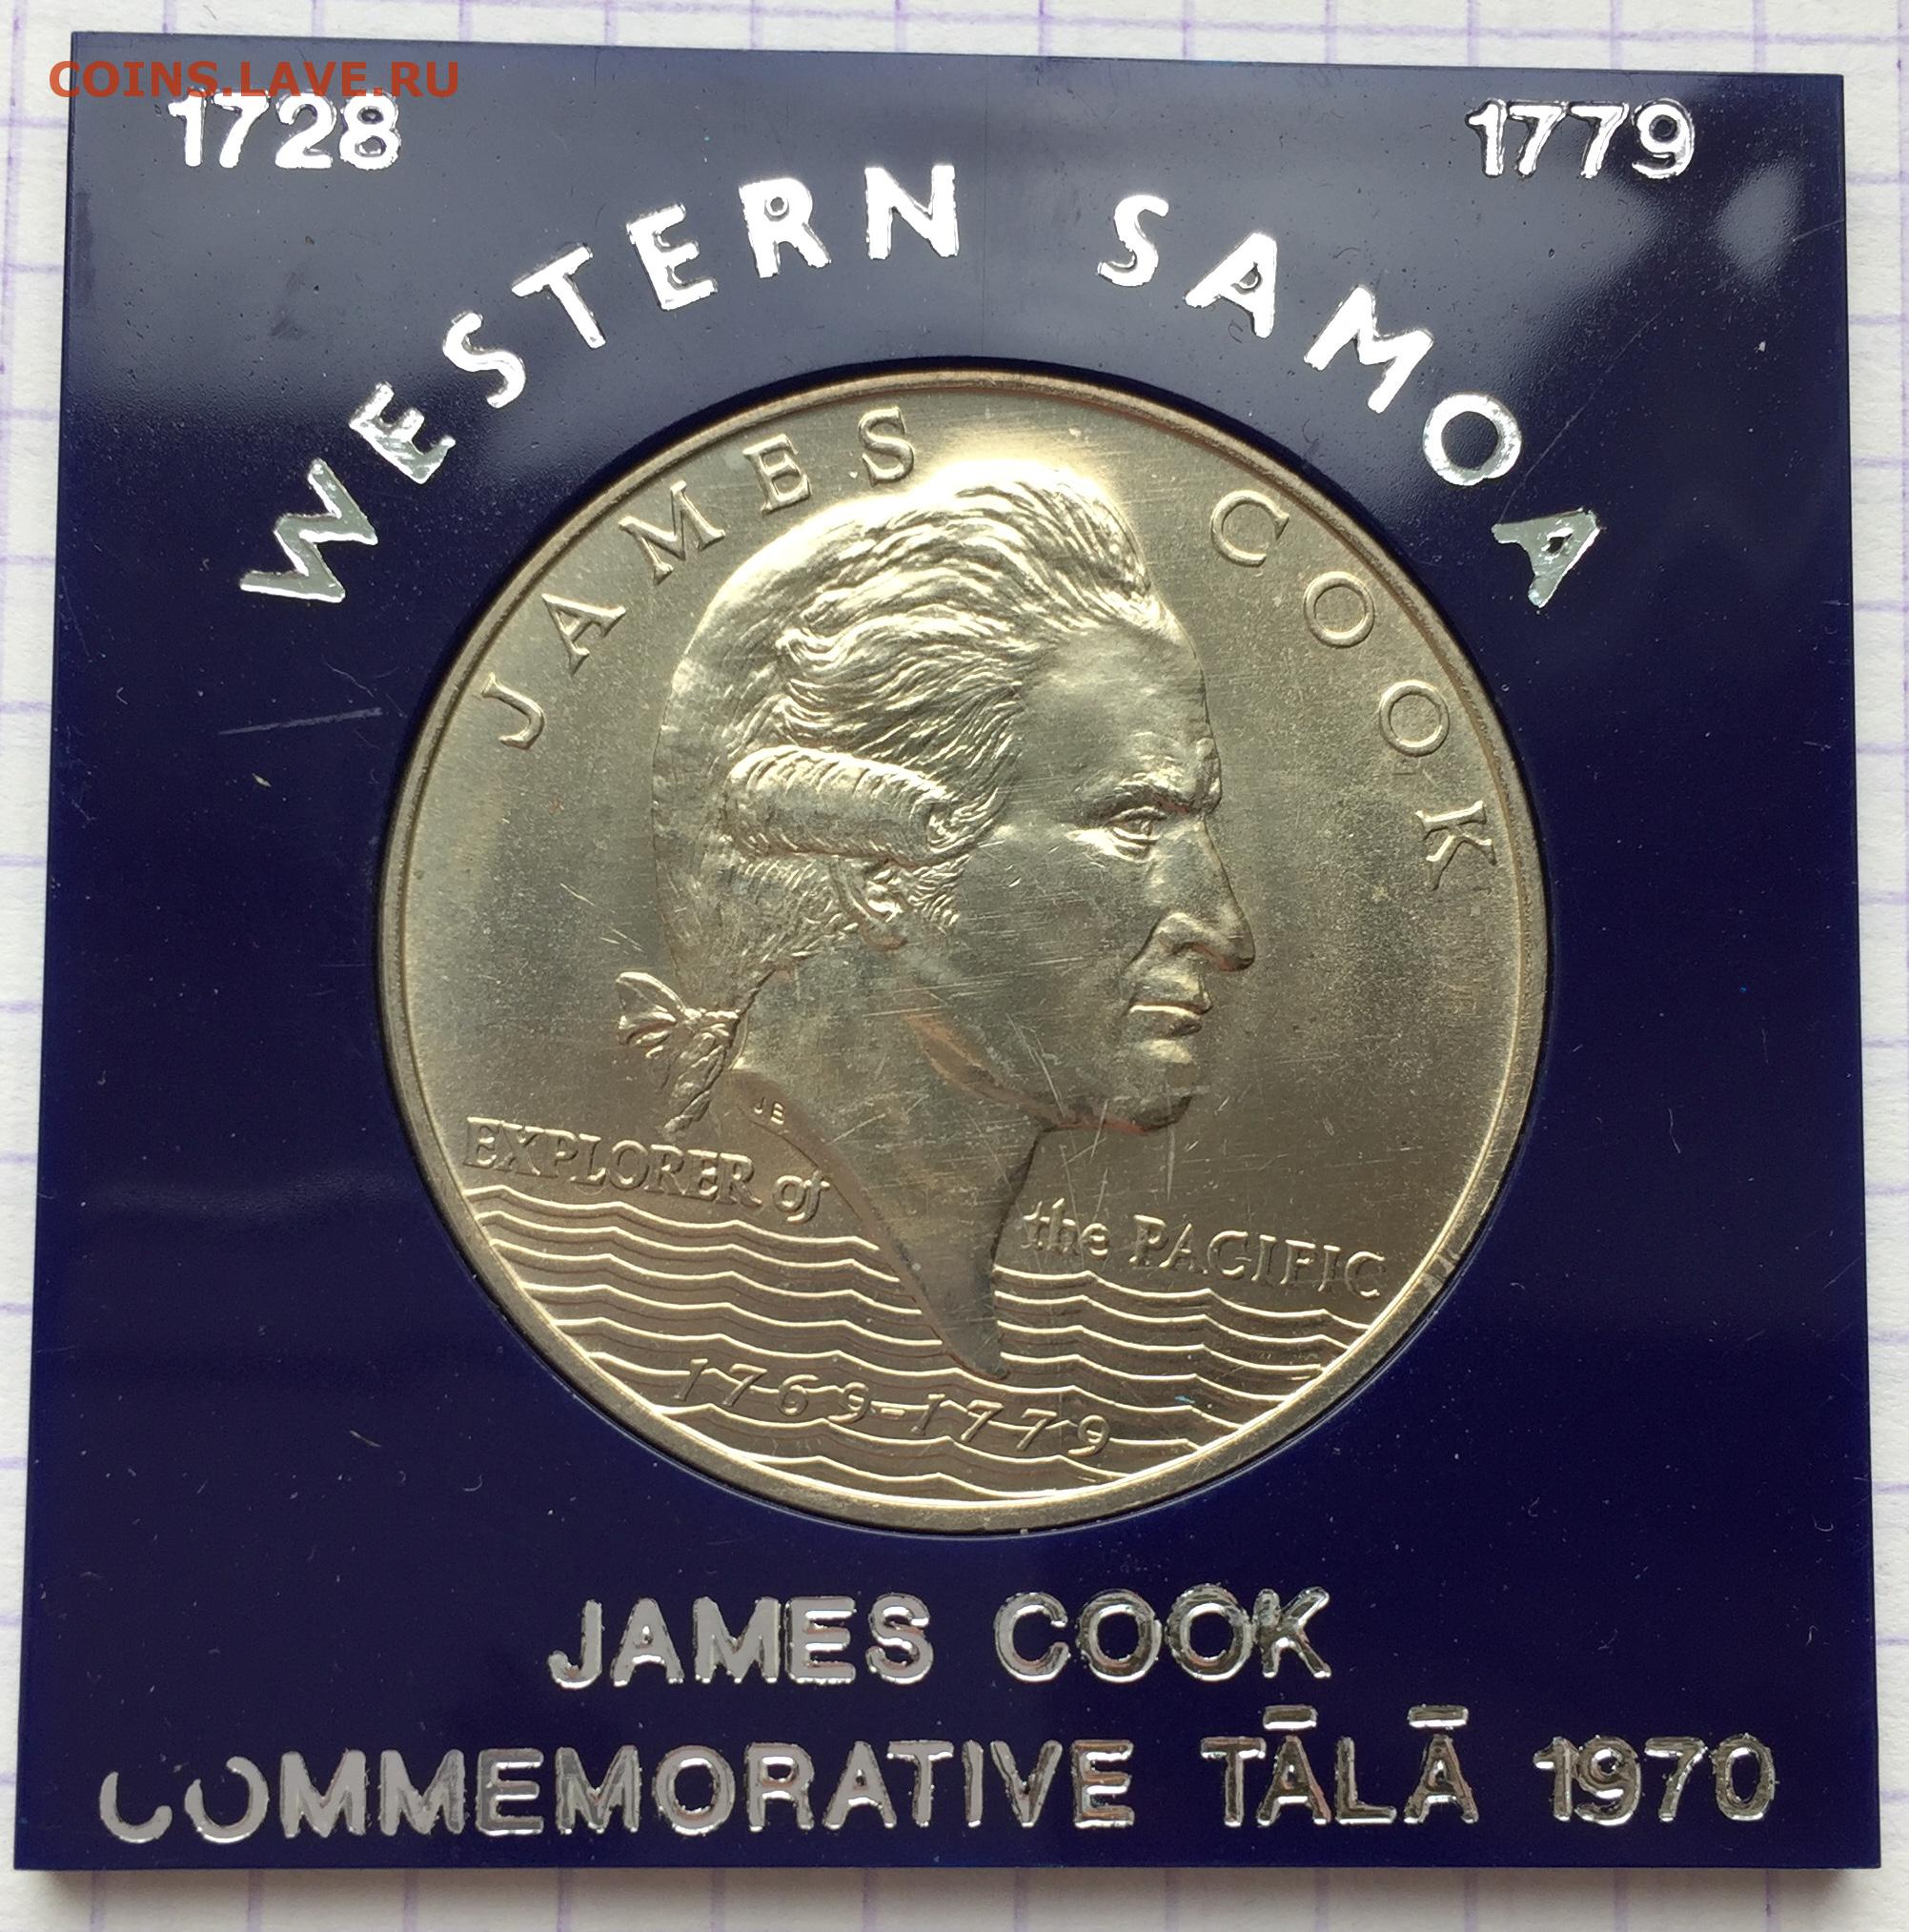 COINS.LAVE.RU
1728 1779
WESTERN SAMOA
JAMES COOK
JB
EXPLORER of the PACIFIC
1769-1779
JAMES COOK
COMMEMORATIVE TĀLĀ 1970